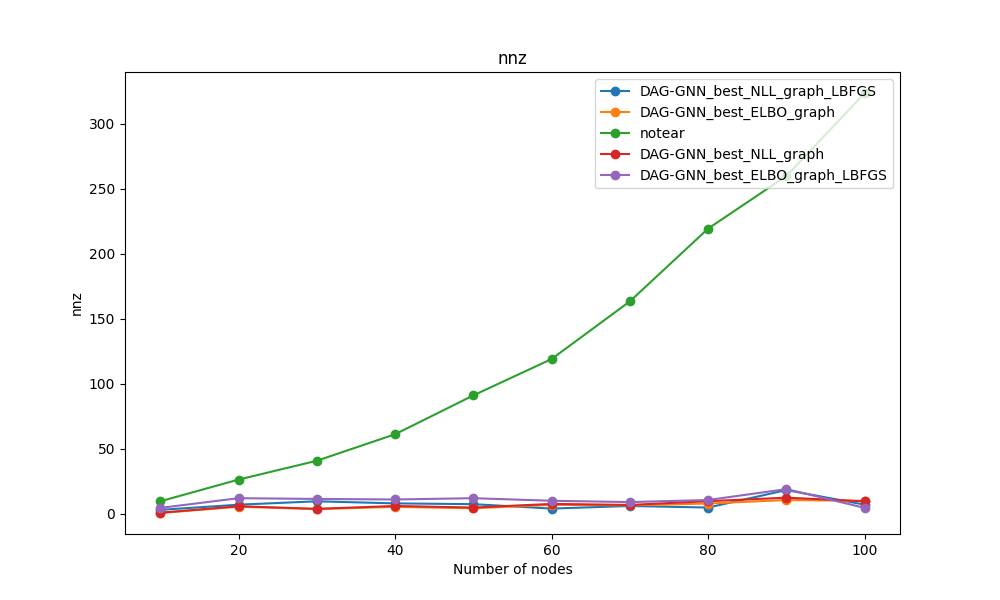 nnz
DAG-GNN_best_NLL_graph_LBFGS
DAG-GNN_best_ELBO_graph
notear
DAG-GNN_best_NLL_graph
DAG-GNN_best_ELBO_graph_LBFGS
300
250
200
150
100
50
0
nnz
20
40
60
80
100
Number of nodes